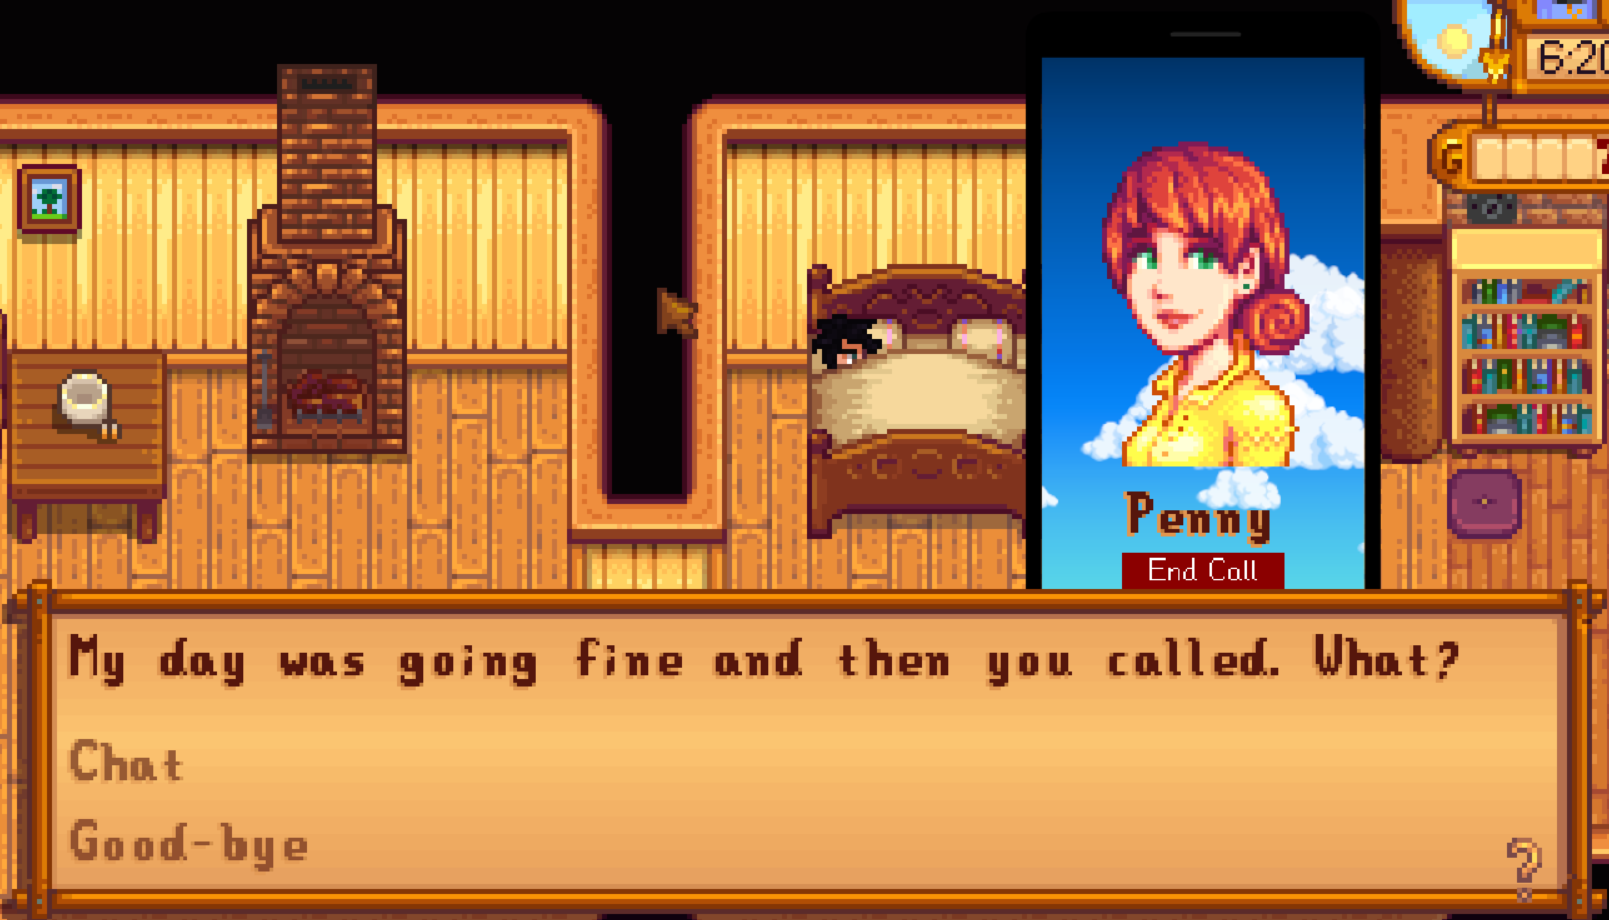 6:20
G
Penny
End Call
My day was going fine and then you called. What?
Chat
Good-bye
?